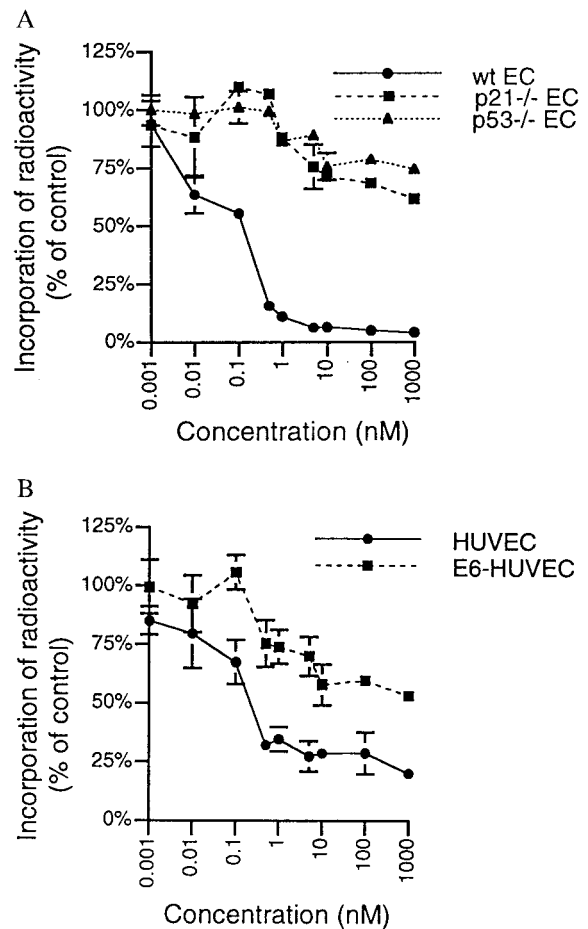 A
Incorporation of radioactivity
(% of control)
125%
100%
75%
50%
25%
0%
0.001
0.01
0.1
1
10
100
1000
Concentration (nM)
wt EC
p21-/- EC
p53-/- EC
B
Incorporation of radioactivity
(% of control)
125%
100%
75%
50%
25%
0%
0.001
0.01
0.1
1
10
100
1000
Concentration (nM)
HUVEC
E6-HUVEC